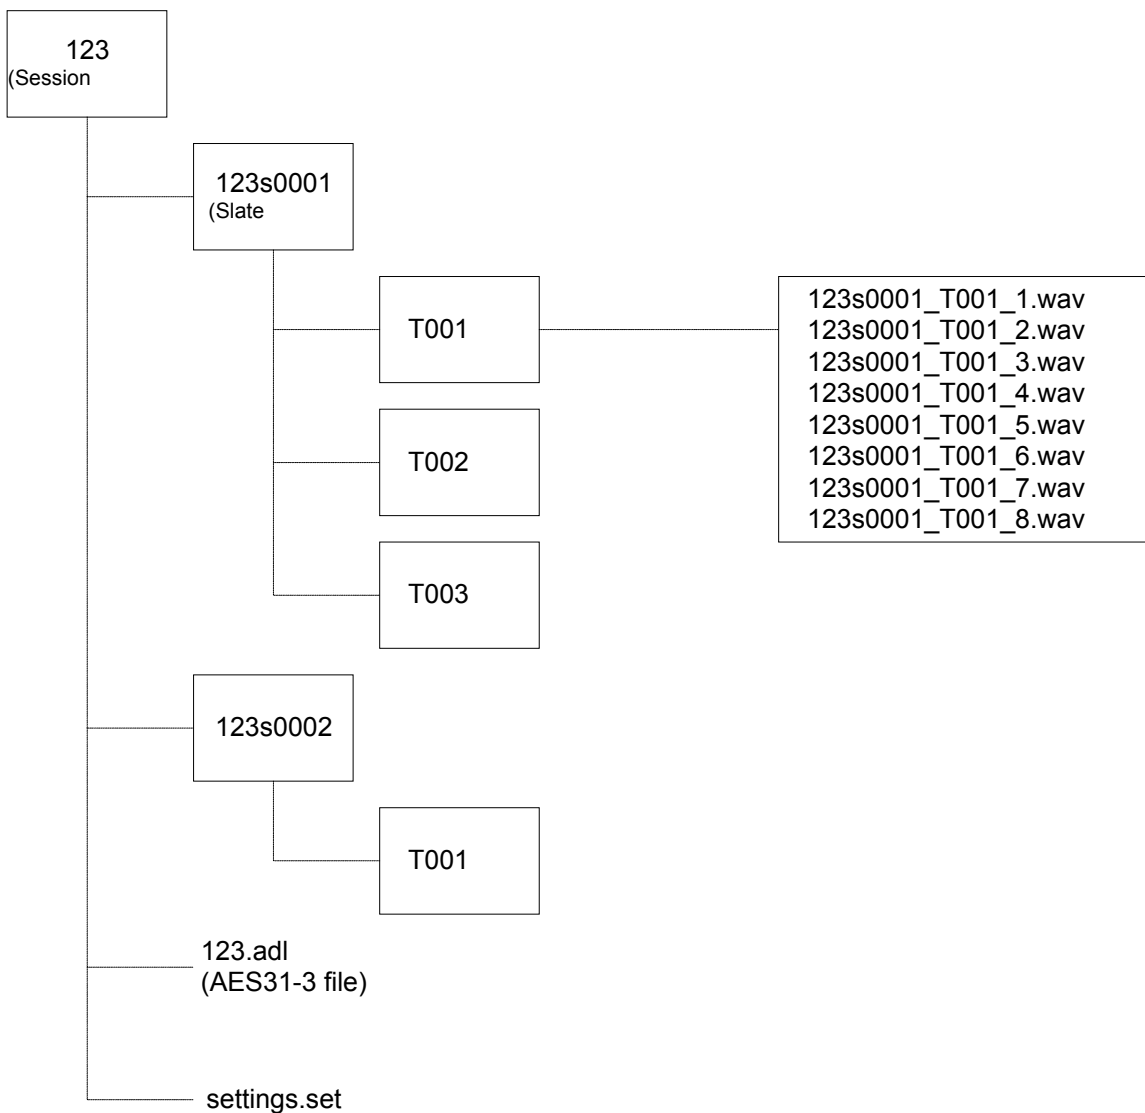 123
(Session
123s0001
(Slate
T001
123s0001_T001_1.wav
123s0001_T001_2.wav
123s0001_T001_3.wav
123s0001_T001_4.wav
123s0001_T001_5.wav
123s0001_T001_6.wav
123s0001_T001_7.wav
123s0001_T001_8.wav
T002
T003
123s0002
T001
123.adl
(AES31-3 file)
settings.set